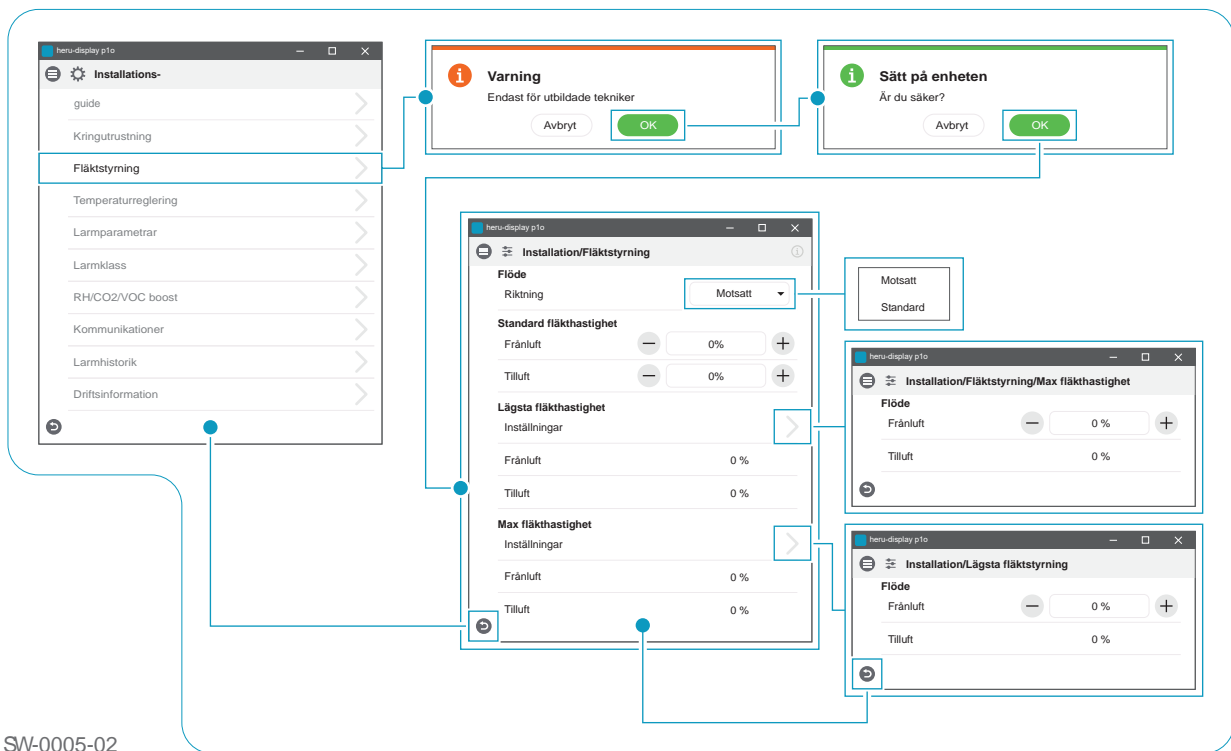 heru-display p1o
Installations-
guide
Kringutrustning
Fläktstyrning
Temperaturreglering
Larmparametrar
Larmklass
RH/CO2/VOC boost
Kommunikationer
Larmhistorik
Driftsinformation
Varning
Endast för utbildade tekniker
Avbryt OK
Sätt på enheten
Är du säker?
Avbryt OK
heru-display p1o
Installation/Fläktstyrning
Flöde
Riktning Motsatt
Standard fläkthastighet
Frånluft 0%
Tilluft 0%
Lägsta fläkthastighet
Inställningar
Frånluft 0 %
Tilluft 0 %
Max fläkthastighet
Inställningar
Frånluft 0 %
Tilluft 0 %
Motsatt
Standard
heru-display p1o
Installation/Fläktstyrning/Max fläkthastighet
Flöde
Frånluft 0 %
Tilluft 0 %
heru-display p1o
Installation/Lägsta fläktstyrning
Flöde
Frånluft 0 %
Tilluft 0 %
SW-0005-02